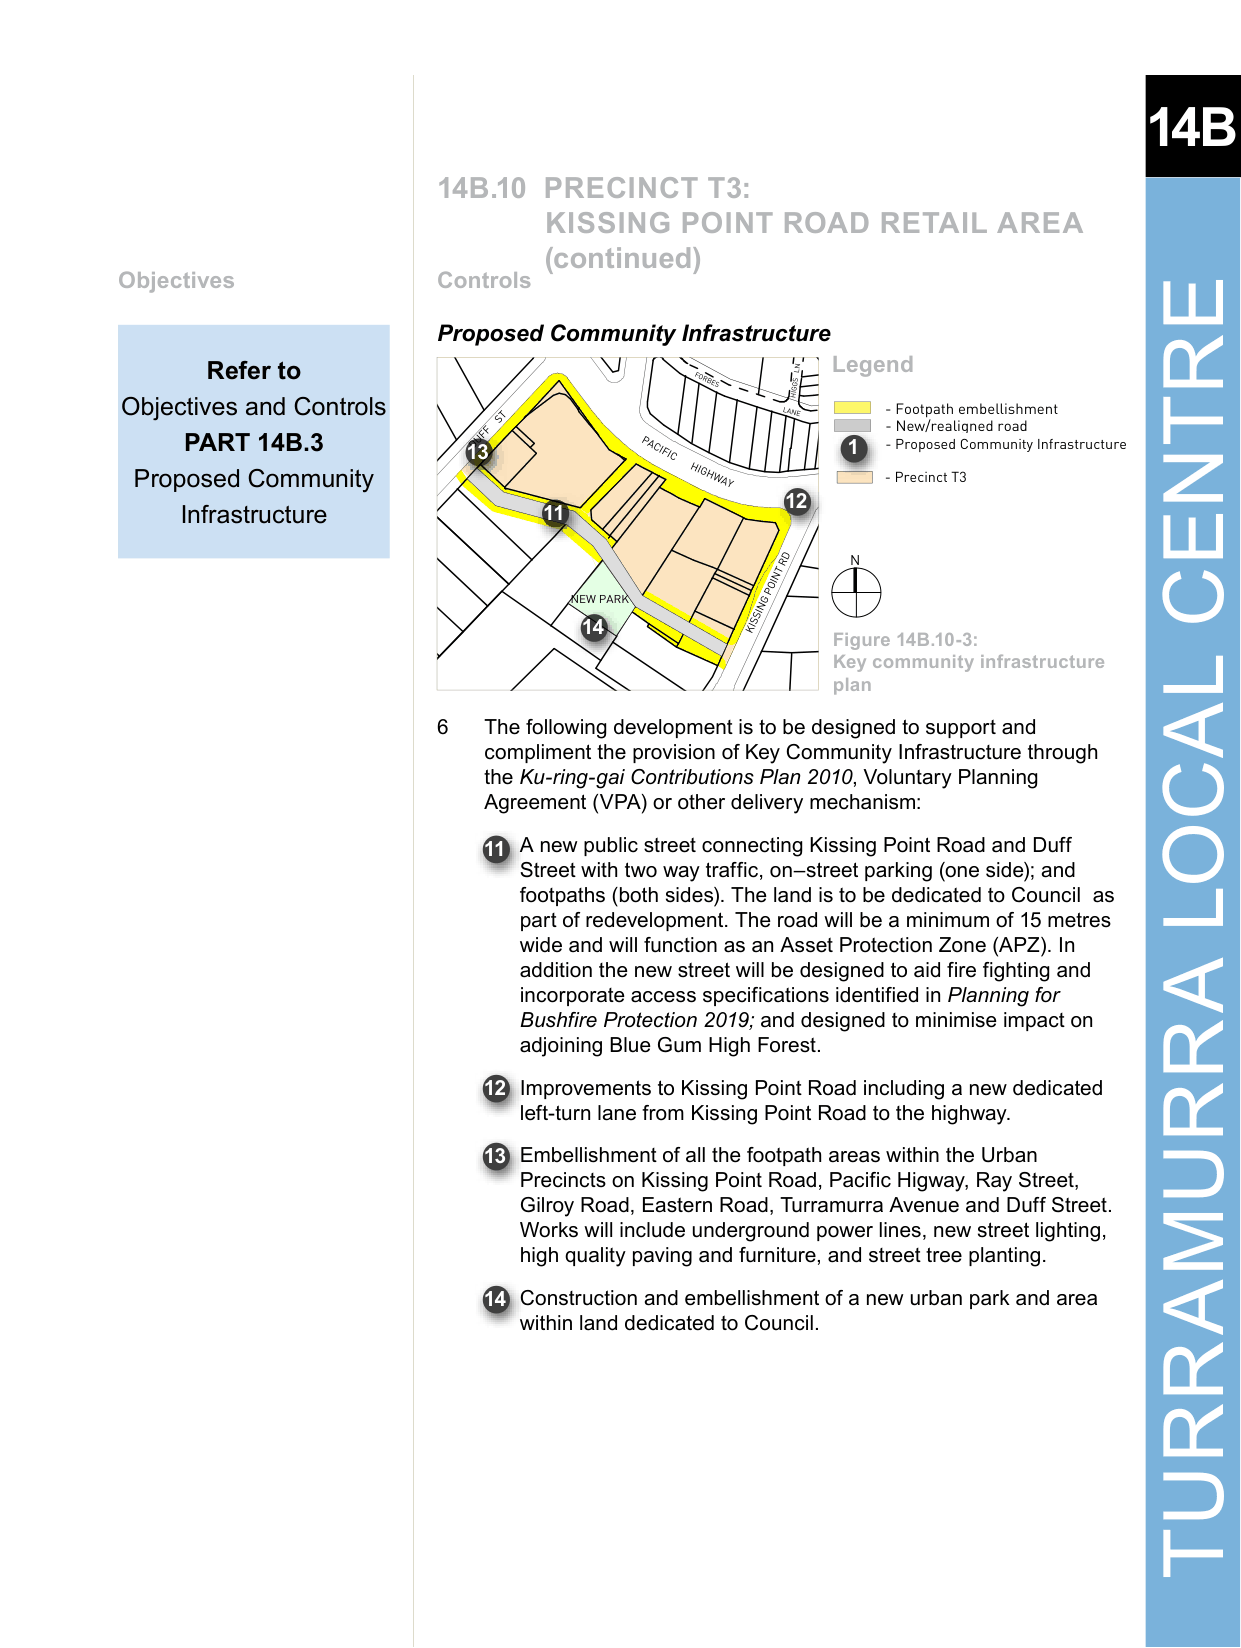 14B
14B.10 PRECINCT T3:
KISSING POINT ROAD RETAIL AREA
(continued)
Objectives
Controls
Refer to
Objectives and Controls
PART 14B.3
Proposed Community
Infrastructure
Proposed Community Infrastructure
FORBES
LANE
HIGGS LN
ST
PACIFIC HIGHWAY
KISSING POINT RD
NEW PARK
13
11
12
14
Legend
- Footpath embellishment
- New/realigned road
1 - Proposed Community Infrastructure
- Precinct T3
N
Figure 14B.10-3:
Key community infrastructure
plan
6 The following development is to be designed to support and
compliment the provision of Key Community Infrastructure through
the Ku-ring-gai Contributions Plan 2010, Voluntary Planning
Agreement (VPA) or other delivery mechanism:
11 A new public street connecting Kissing Point Road and Duff
Street with two way traffic, on–street parking (one side); and
footpaths (both sides). The land is to be dedicated to Council as
part of redevelopment. The road will be a minimum of 15 metres
wide and will function as an Asset Protection Zone (APZ). In
addition the new street will be designed to aid fire fighting and
incorporate access specifications identified in Planning for
Bushfire Protection 2019; and designed to minimise impact on
adjoining Blue Gum High Forest.
12 Improvements to Kissing Point Road including a new dedicated
left-turn lane from Kissing Point Road to the highway.
13 Embellishment of all the footpath areas within the Urban
Precincts on Kissing Point Road, Pacific Higway, Ray Street,
Gilroy Road, Eastern Road, Turramurra Avenue and Duff Street.
Works will include underground power lines, new street lighting,
high quality paving and furniture, and street tree planting.
14 Construction and embellishment of a new urban park and area
within land dedicated to Council.
TURRAMURRA LOCAL CENTRE